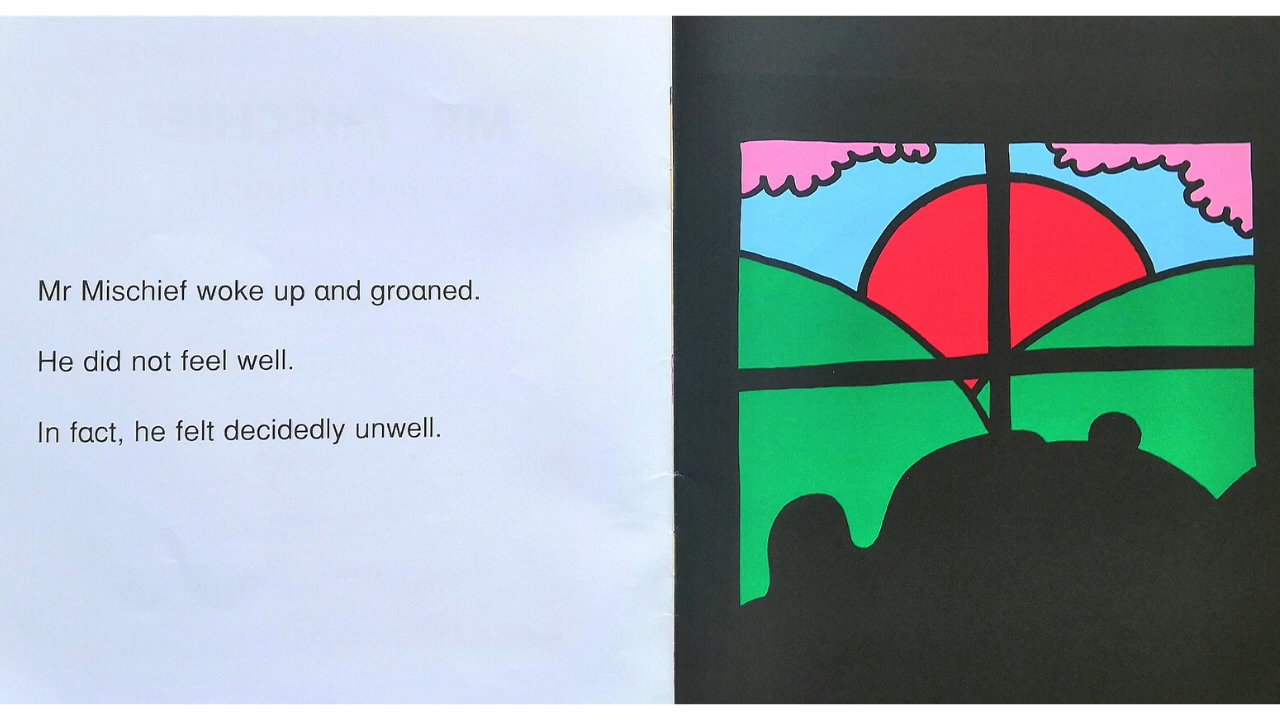 Mr Mischief woke up and groaned.
He did not feel well.
In fact, he felt decidedly unwell.